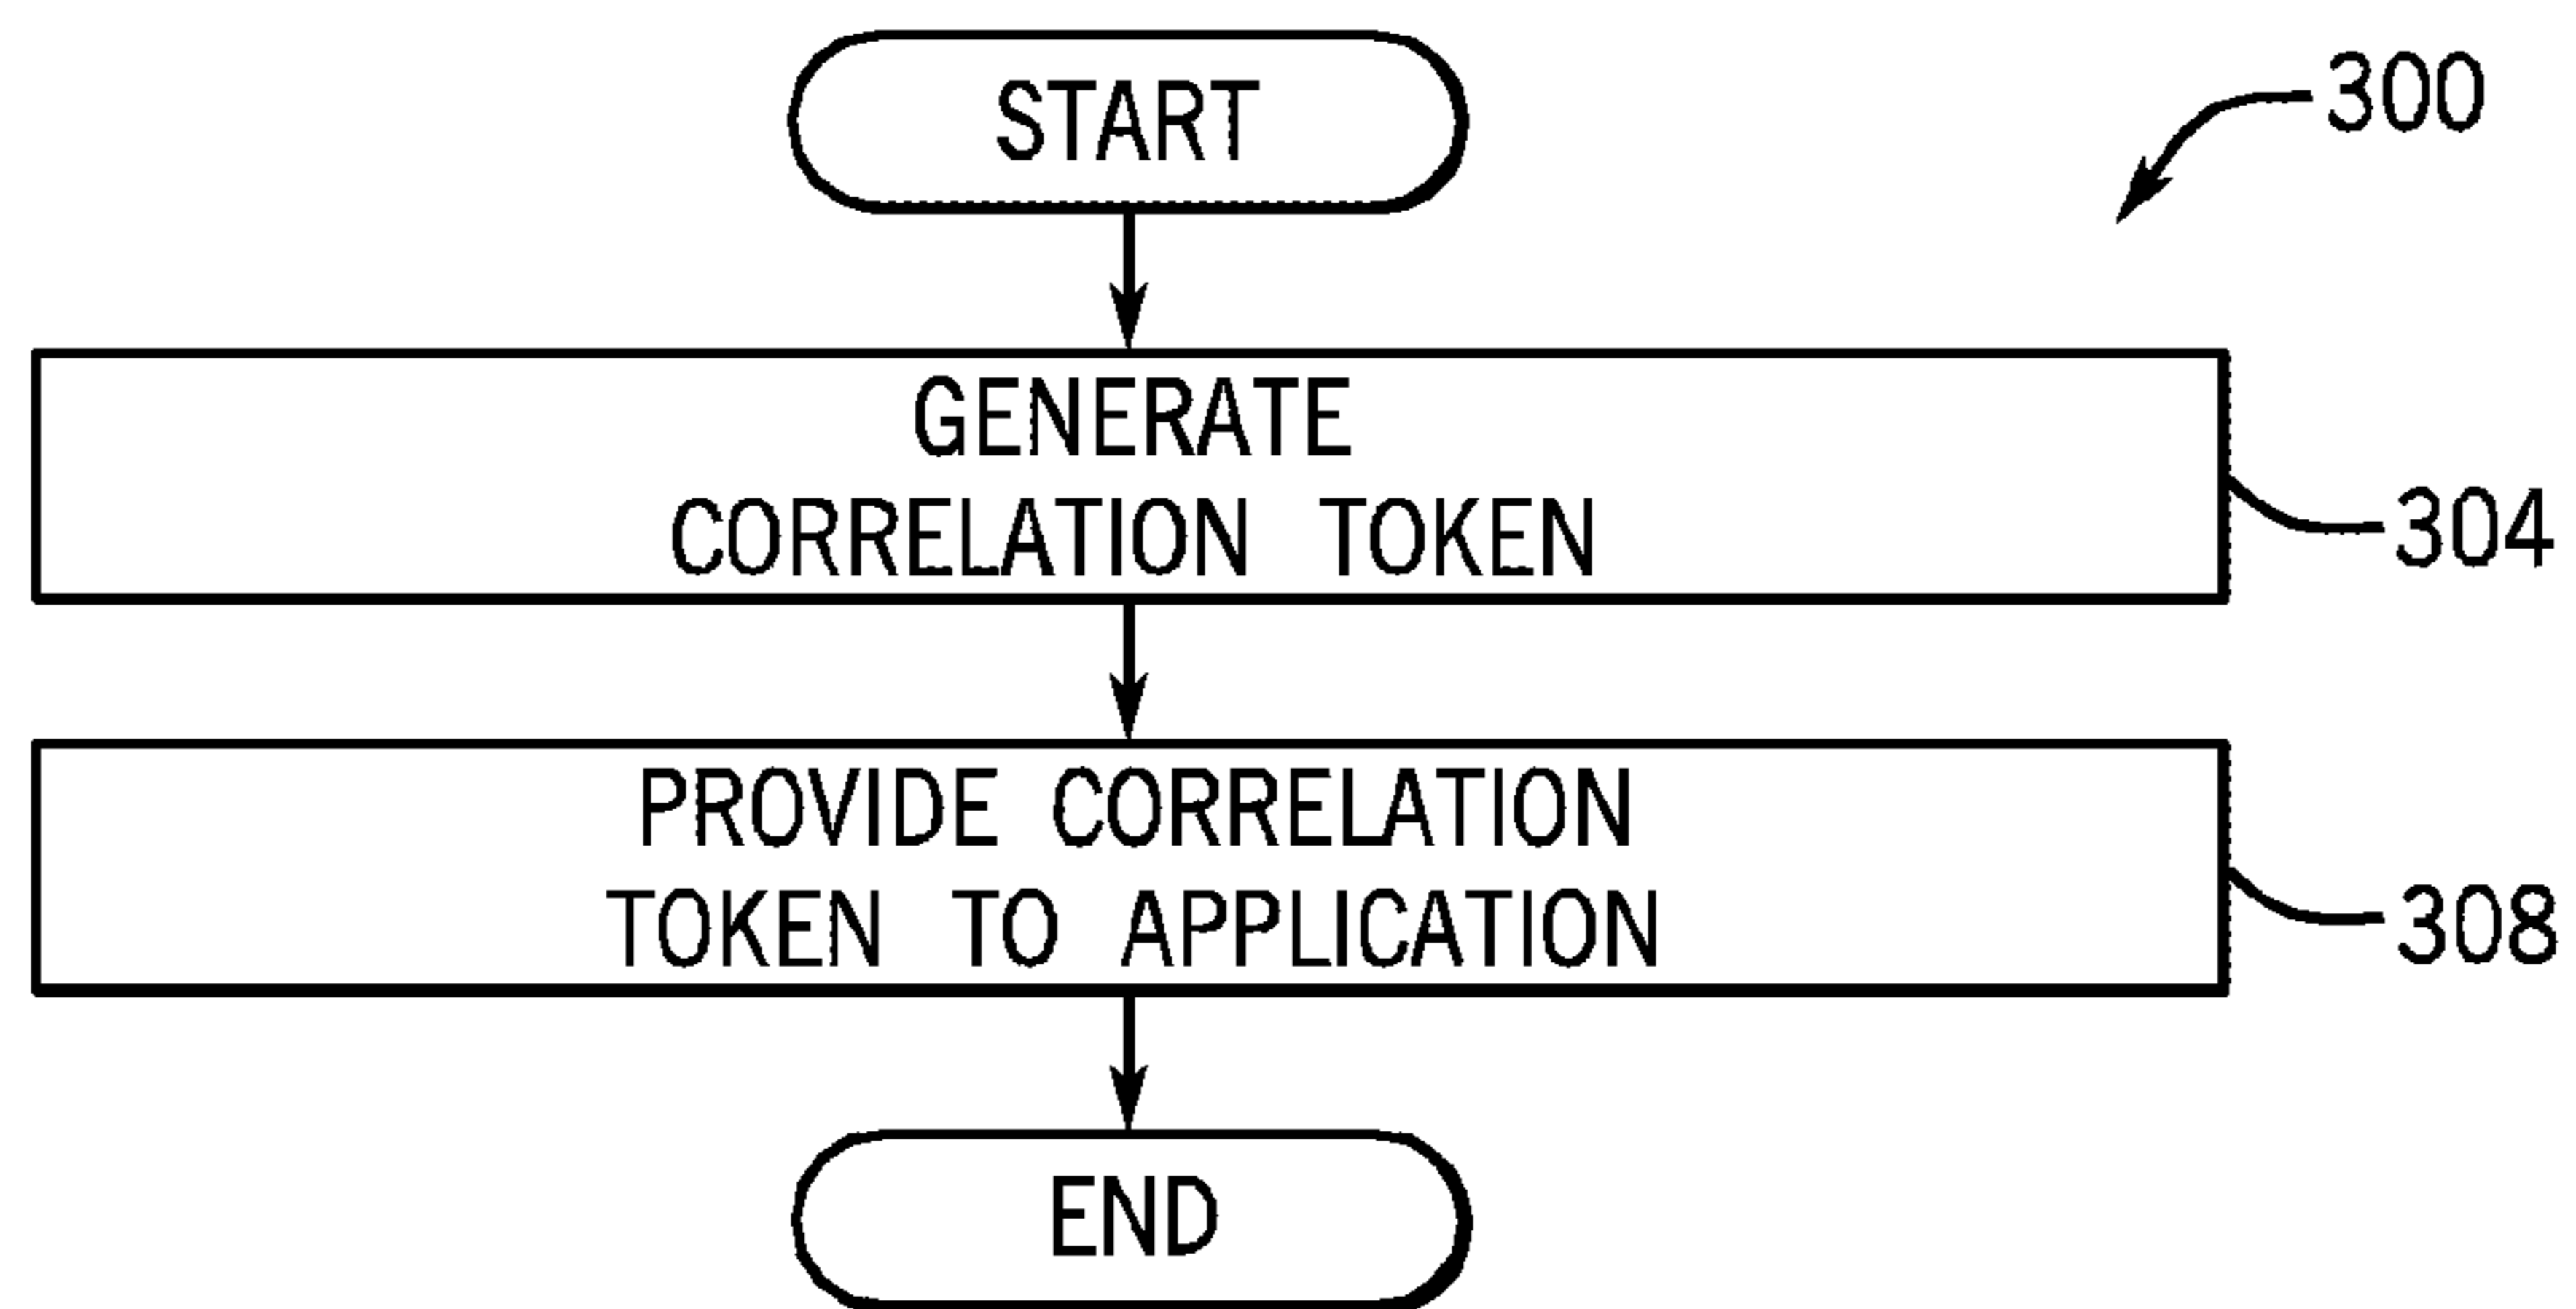 START
300
GENERATE
CORRELATION TOKEN
304
PROVIDE CORRELATION
TOKEN TO APPLICATION
308
END